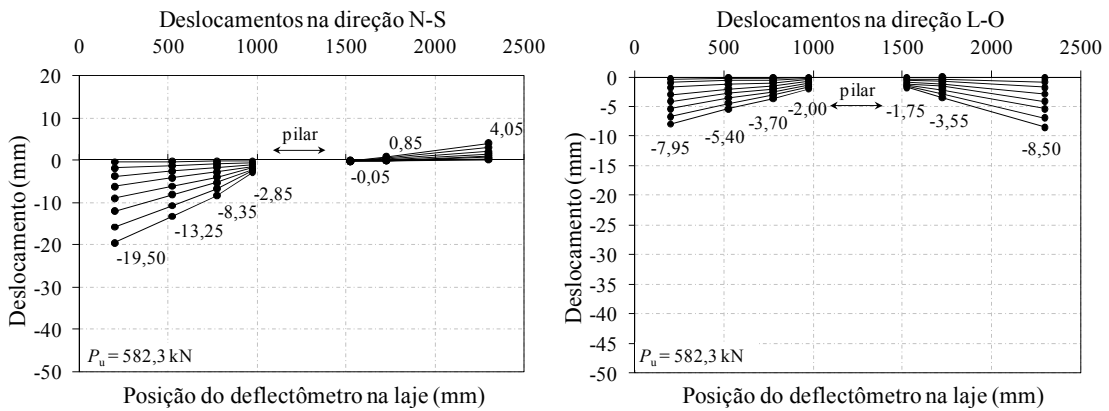 Deslocamentos na direção N-S
0 500 1000 1500 2000 2500
20
10
0
-10
-20
-30
-40
-50
Deslocamento (mm)
pilar
0,85
4,05
-0,05
-2,85
-8,35
-13,25
-19,50
Pu = 582,3 kN
Posição do deflectômetro na laje (mm)
Deslocamentos na direção L-O
0 500 1000 1500 2000 2500
0
-5
-10
-15
-20
-25
-30
-35
-40
-45
-50
Deslocamento (mm)
pilar
-2,00
-1,75
-3,70
-3,55
-5,40
-7,95
-8,50
Pu = 582,3 kN
Posição do deflectômetro na laje (mm)